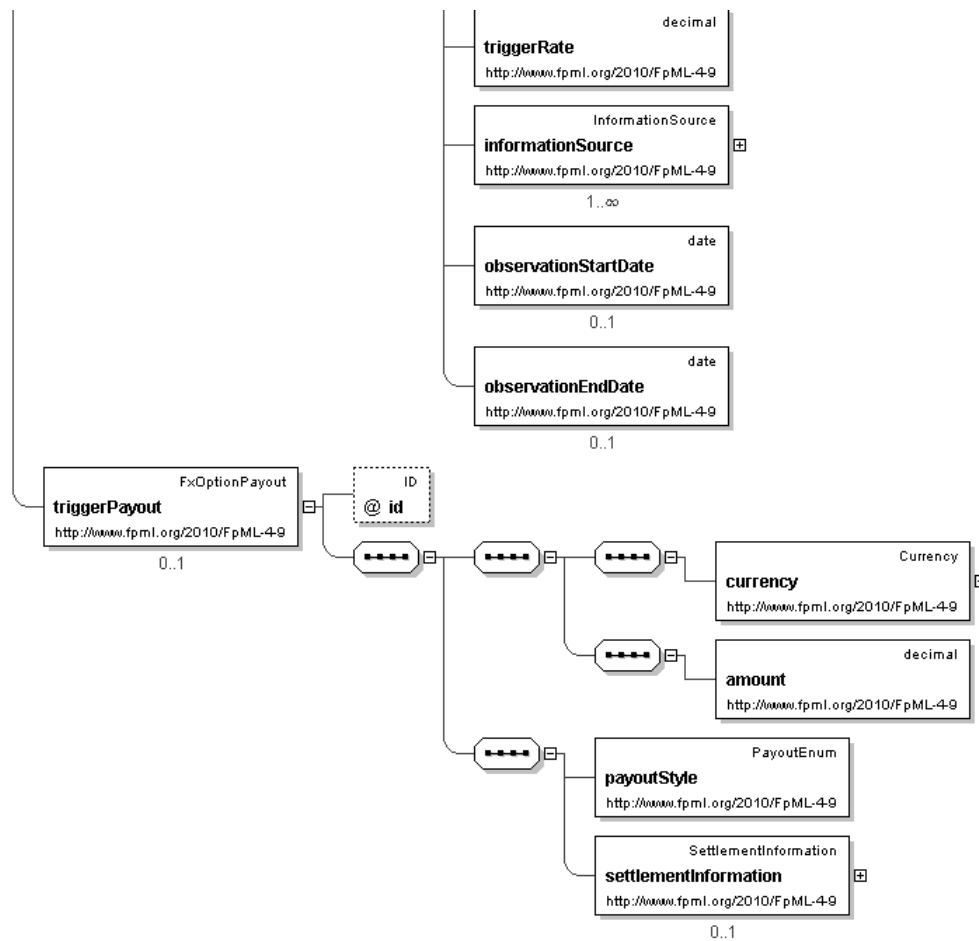 decimal
triggerRate
http://www.fpml.org/2010/FpML-4-9
InformationSource
informationSource
http://www.fpml.org/2010/FpML-4-9
1..∞
date
observationStartDate
http://www.fpml.org/2010/FpML-4-9
0..1
date
observationEndDate
http://www.fpml.org/2010/FpML-4-9
0..1
FxOptionPayout
triggerPayout
http://www.fpml.org/2010/FpML-4-9
0..1
ID
@ id
Currency
currency
http://www.fpml.org/2010/FpML-4-9
decimal
amount
http://www.fpml.org/2010/FpML-4-9
PayoutEnum
payoutStyle
http://www.fpml.org/2010/FpML-4-9
SettlementInformation
settlementInformation
http://www.fpml.org/2010/FpML-4-9
0..1